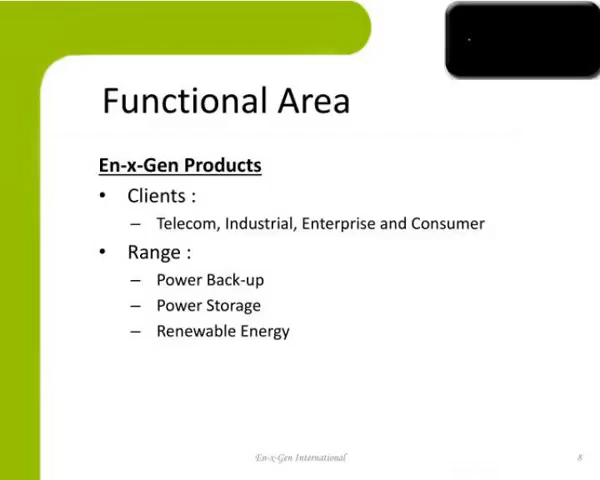 Functional Area
En-x-Gen Products
• Clients :
– Telecom, Industrial, Enterprise and Consumer
• Range :
– Power Back-up
– Power Storage
– Renewable Energy
En-x-Gen International
8